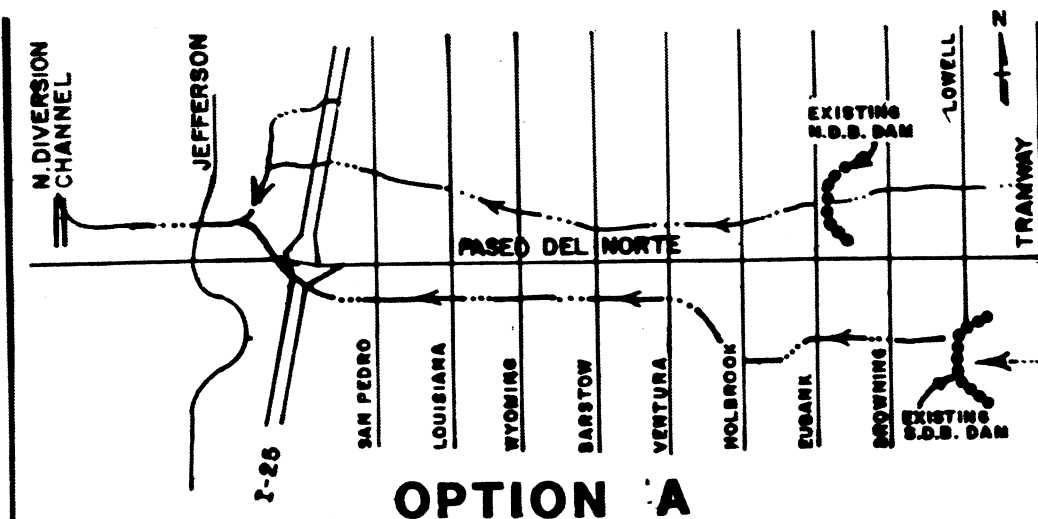 N. DIVERSION
CHANNEL
JEFFERSON
EXISTING
N.D.B. DAM
LOWELL
N
TRAMWAY
PASEO DEL NORTE
I-25
SAN PEDRO
LOUISIANA
WYOMING
BARSTOW
VENTURA
HOLBROOK
EUBANK
BROWNING
EXISTING
S.D.B. DAM
OPTION A